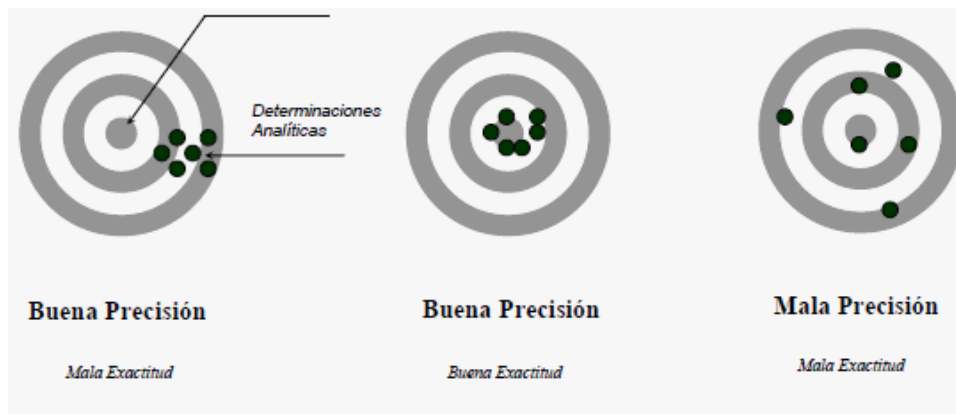 Determinaciones
Analíticas
Buena Precisión
Buena Precisión
Mala Precisión
Mala Exactitud
Buena Exactitud
Mala Exactitud